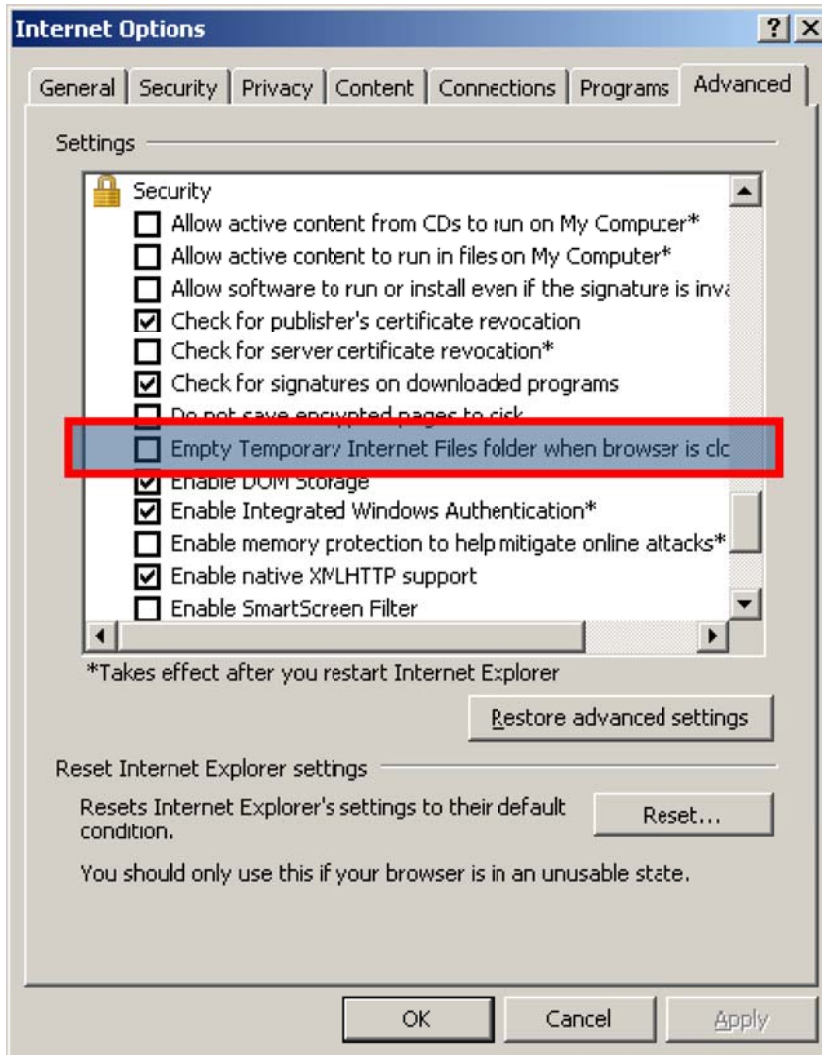 Internet Options
General Security Privacy Content Connections Programs Advanced
Settings
Security
Allow active content from CDs to run on My Computer*
Allow active content to run in files on My Computer*
Allow software to run or install even if the signature is inva
Check for publisher's certificate revocation
Check for server certificate revocation*
Check for signatures on downloaded programs
Do not save encrypted pages to disk
Empty Temporary Internet Files folder when browser is clo
Enable DOM Storage
Enable Integrated Windows Authentication*
Enable memory protection to help mitigate online attacks*
Enable native XMLHTTP support
Enable SmartScreen Filter
*Takes effect after you restart Internet Explorer
Restore advanced settings
Reset Internet Explorer settings
Resets Internet Explorer's settings to their default
condition.
Reset...
You should only use this if your browser is in an unusable state.
OK Cancel Apply